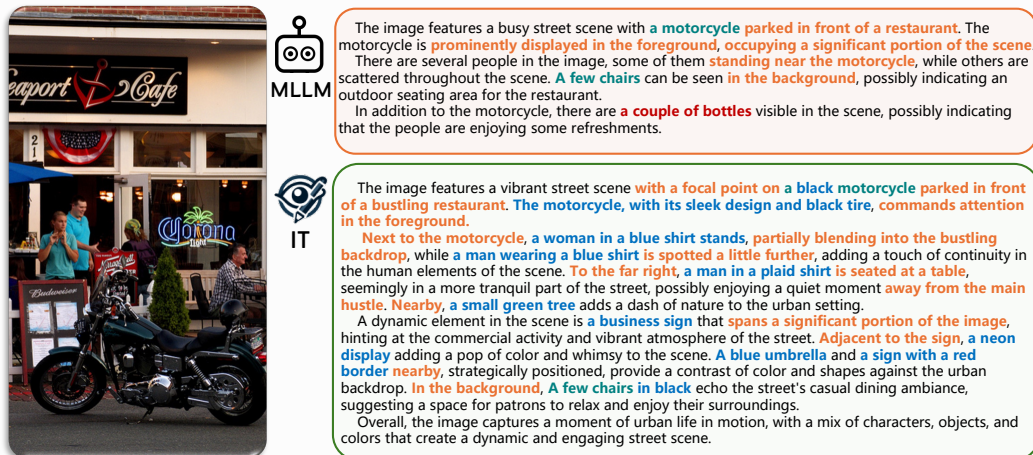 eaport Cafe
2
1
Corona
Light
Budweiser
MLLM
The image features a busy street scene with a motorcycle parked in front of a restaurant. The
motorcycle is prominently displayed in the foreground, occupying a significant portion of the scene.
There are several people in the image, some of them standing near the motorcycle, while others are
scattered throughout the scene. A few chairs can be seen in the background, possibly indicating an
outdoor seating area for the restaurant.
In addition to the motorcycle, there are a couple of bottles visible in the scene, possibly indicating
that the people are enjoying some refreshments.
IT
The image features a vibrant street scene with a focal point on a black motorcycle parked in front
of a bustling restaurant. The motorcycle, with its sleek design and black tire, commands attention
in the foreground.
Next to the motorcycle, a woman in a blue shirt stands, partially blending into the bustling
backdrop, while a man wearing a blue shirt is spotted a little further, adding a touch of continuity in
the human elements of the scene. To the far right, a man in a plaid shirt is seated at a table,
seemingly in a more tranquil part of the street, possibly enjoying a quiet moment away from the main
hustle. Nearby, a small green tree adds a dash of nature to the urban setting.
A dynamic element in the scene is a business sign that spans a significant portion of the image,
hinting at the commercial activity and vibrant atmosphere of the street. Adjacent to the sign, a neon
display adding a pop of color and whimsy to the scene. A blue umbrella and a sign with a red
border nearby, strategically positioned, provide a contrast of color and shapes against the urban
backdrop. In the background, A few chairs in black echo the street's casual dining ambiance,
suggesting a space for patrons to relax and enjoy their surroundings.
Overall, the image captures a moment of urban life in motion, with a mix of characters, objects, and
colors that create a dynamic and engaging street scene.